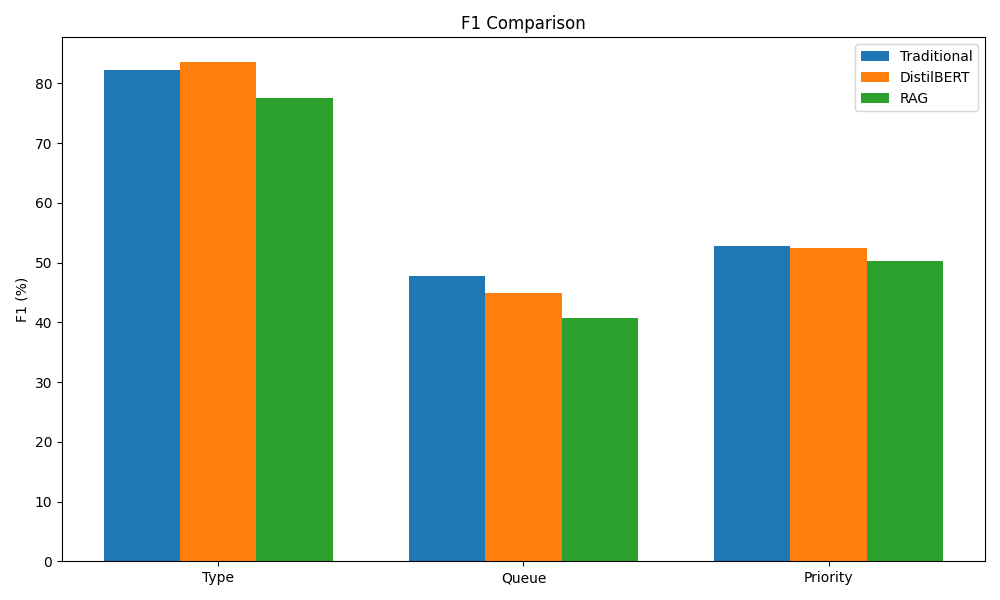 F1 Comparison
Traditional
DistilBERT
RAG
F1 (%)
80
70
60
50
40
30
20
10
0
Type
Queue
Priority